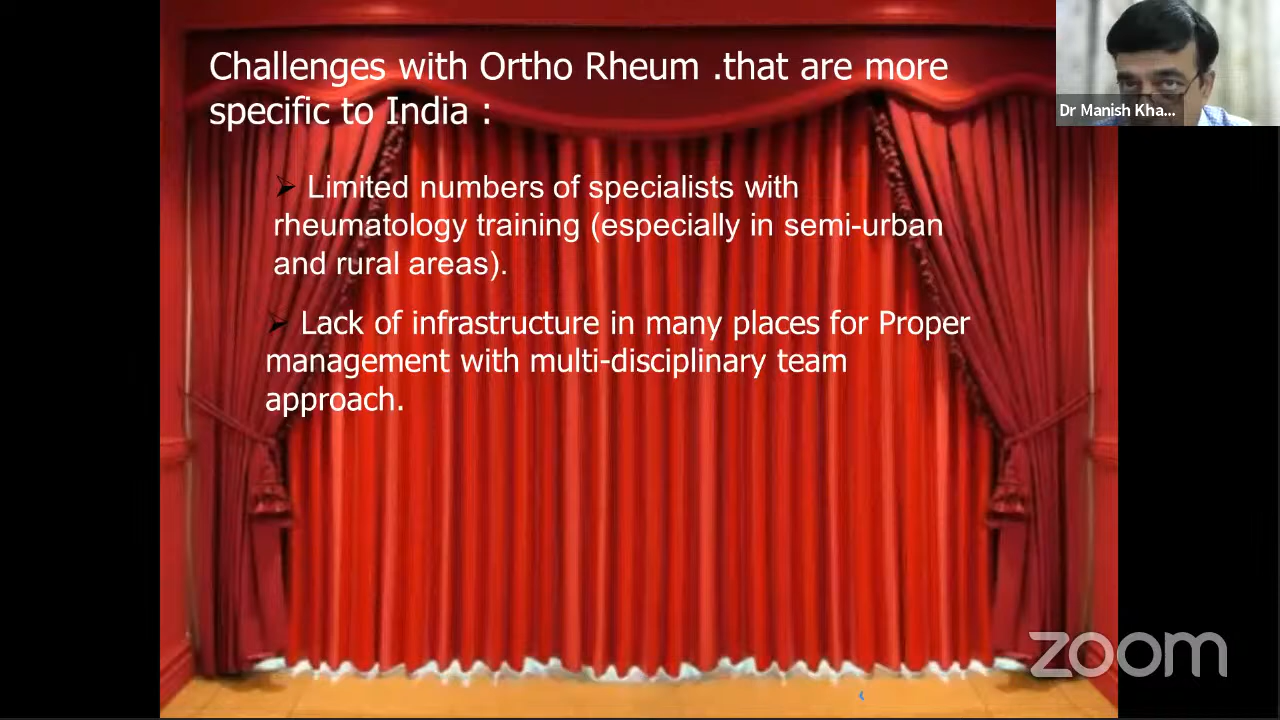 Challenges with Ortho Rheum .that are more
specific to India :
Dr Manish Kha...
➢ Limited numbers of specialists with
rheumatology training (especially in semi-urban
and rural areas).
➢ Lack of infrastructure in many places for Proper
management with multi-disciplinary team
approach.
zoom